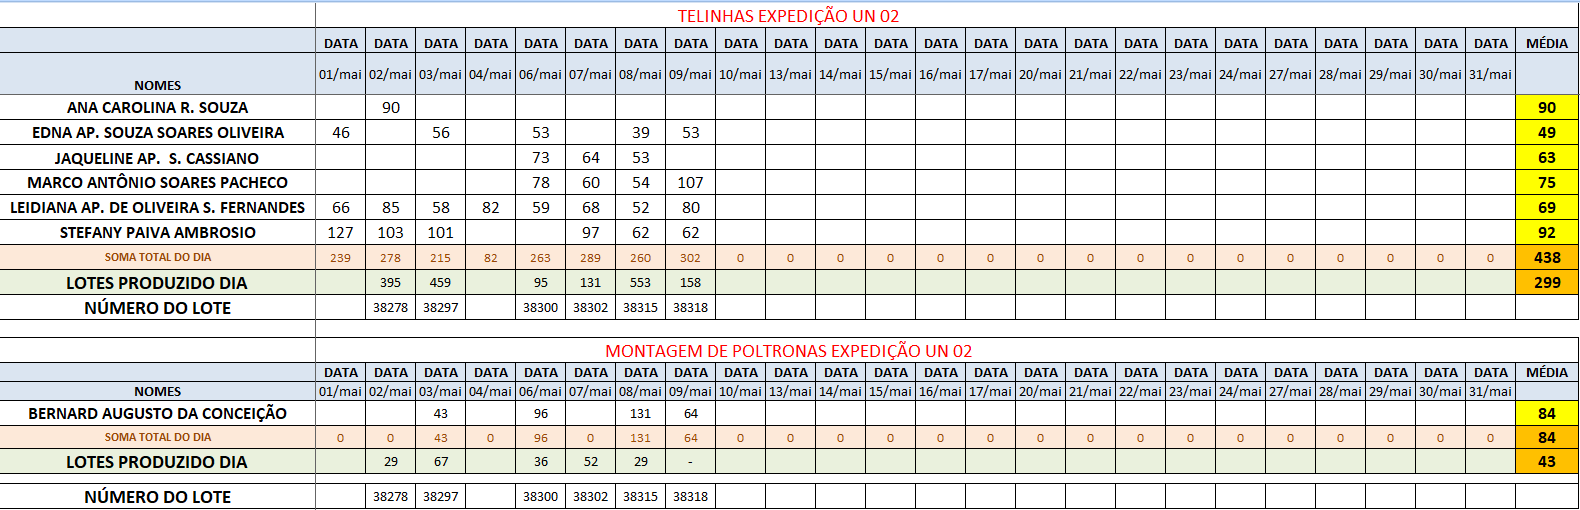 TELINHAS EXPEDIÇÃO UN 02
DATA DATA DATA DATA DATA DATA DATA DATA DATA DATA DATA DATA DATA DATA DATA DATA DATA DATA DATA DATA DATA DATA DATA DATA MÉDIA
NOMES 01/mai 02/mai 03/mai 04/mai 06/mai 07/mai 08/mai 09/mai 10/mai 13/mai 14/mai 15/mai 16/mai 17/mai 20/mai 21/mai 22/mai 23/mai 24/mai 27/mai 28/mai 29/mai 30/mai 31/mai
ANA CAROLINA R. SOUZA 90 90
EDNA AP. SOUZA SOARES OLIVEIRA 46 56 53 39 53 49
JAQUELINE AP. S. CASSIANO 73 64 53 63
MARCO ANTÔNIO SOARES PACHECO 78 60 54 107 75
LEIDIANA AP. DE OLIVEIRA S. FERNANDES 66 85 58 82 59 68 52 80 69
STEFANY PAIVA AMBROSIO 127 103 101 97 62 62 92
SOMA TOTAL DO DIA 239 278 215 82 263 289 260 302 0 0 0 0 0 0 0 0 0 0 0 0 0 0 0 0 438
LOTES PRODUZIDO DIA 395 459 95 131 553 158 299
NÚMERO DO LOTE 38278 38297 38300 38302 38315 38318
MONTAGEM DE POLTRONAS EXPEDIÇÃO UN 02
DATA DATA DATA DATA DATA DATA DATA DATA DATA DATA DATA DATA DATA DATA DATA DATA DATA DATA DATA DATA DATA DATA DATA DATA MÉDIA
NOMES 01/mai 02/mai 03/mai 04/mai 06/mai 07/mai 08/mai 09/mai 10/mai 13/mai 14/mai 15/mai 16/mai 17/mai 20/mai 21/mai 22/mai 23/mai 24/mai 27/mai 28/mai 29/mai 30/mai 31/mai
BERNARD AUGUSTO DA CONCEIÇÃO 43 96 131 64 84
SOMA TOTAL DO DIA 0 0 43 0 96 0 131 64 0 0 0 0 0 0 0 0 0 0 0 0 0 0 0 0 84
LOTES PRODUZIDO DIA 29 67 36 52 29 - 43
NÚMERO DO LOTE 38278 38297 38300 38302 38315 38318